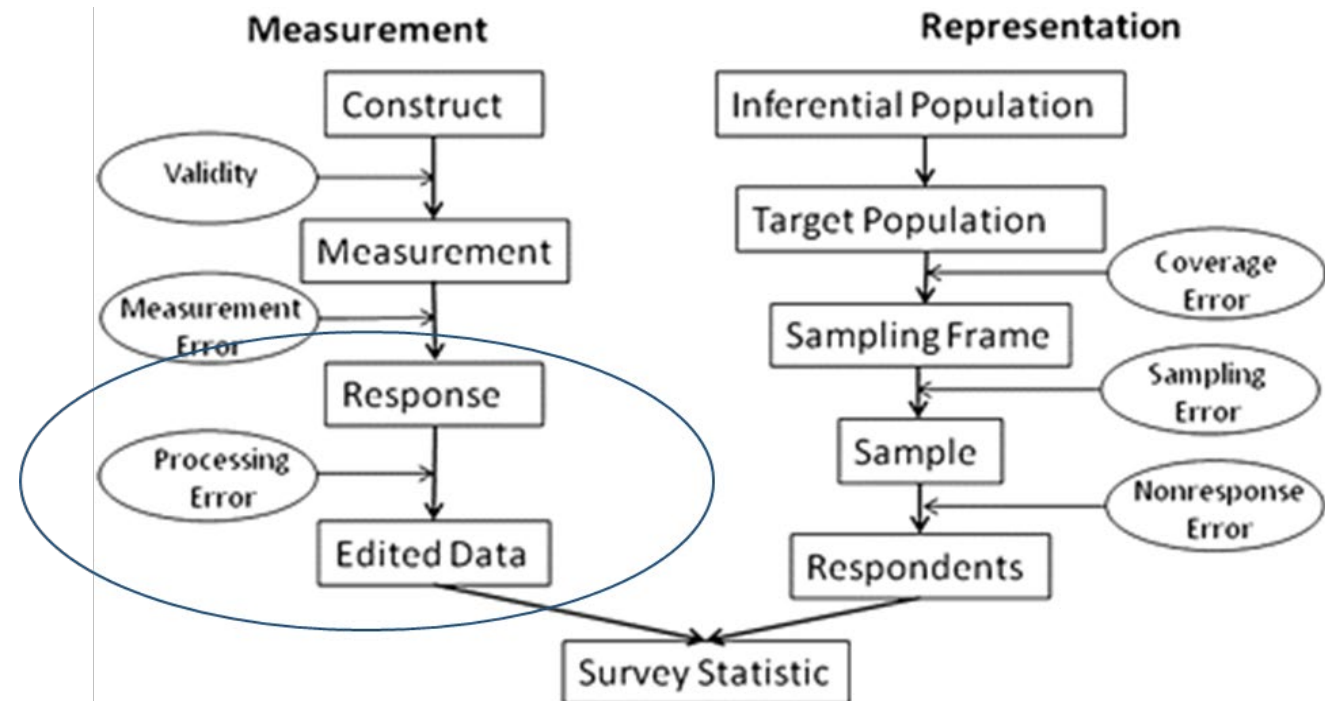 Measurement
Representation
Construct
Inferential Population
Validity
Target Population
Measurement
Coverage
Error
Measurement
Error
Sampling Frame
Response
Sampling
Error
Sample
Processing
Error
Nonresponse
Error
Edited Data
Respondents
Survey Statistic